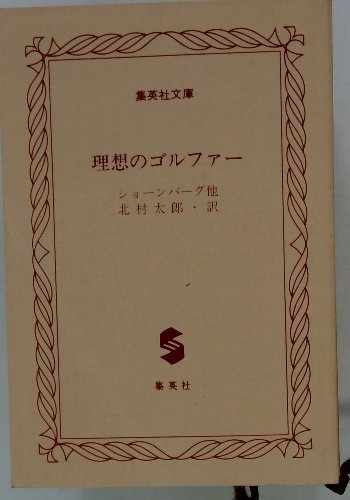 集英社文庫
理想のゴルファー
ショーンバーグ他
北村太郎・訳
集英社